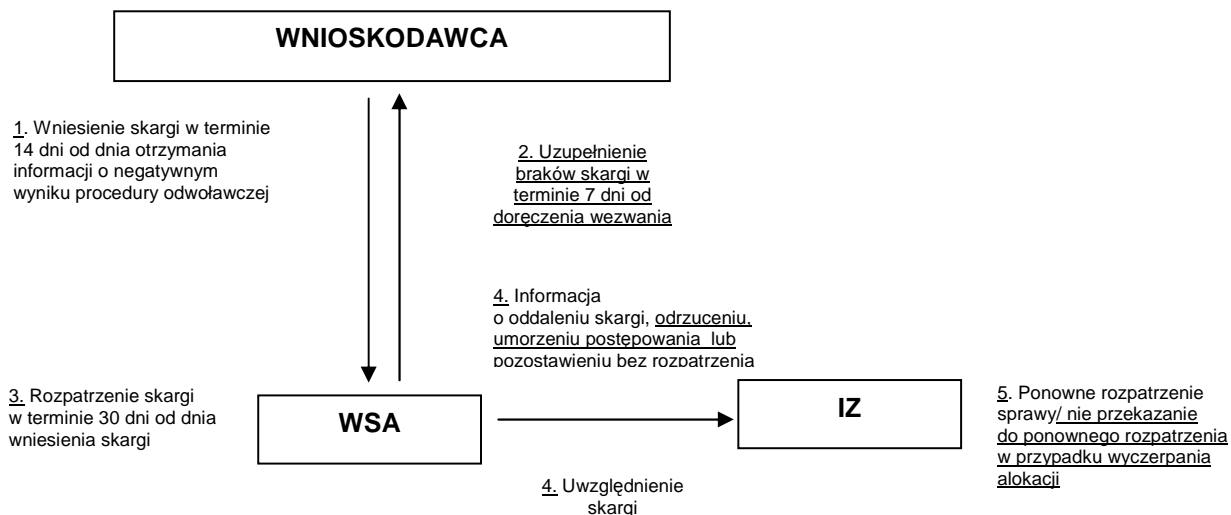 WNIOSKODAWCA
1. Wniesienie skargi w terminie
14 dni od dnia otrzymania
informacji o negatywnym
wyniku procedury odwoławczej
2. Uzupełnienie
braków skargi w
terminie 7 dni od
doręczenia wezwania
4. Informacja
o oddaleniu skargi, odrzuceniu,
umorzeniu postępowania lub
pozostawieniu bez rozpatrzenia
3. Rozpatrzenie skargi
w terminie 30 dni od dnia
wniesienia skargi
WSA
IZ
5. Ponowne rozpatrzenie
sprawy/ nie przekazanie
do ponownego rozpatrzenia
w przypadku wyczerpania
alokacji
4. Uwzględnienie
skargi